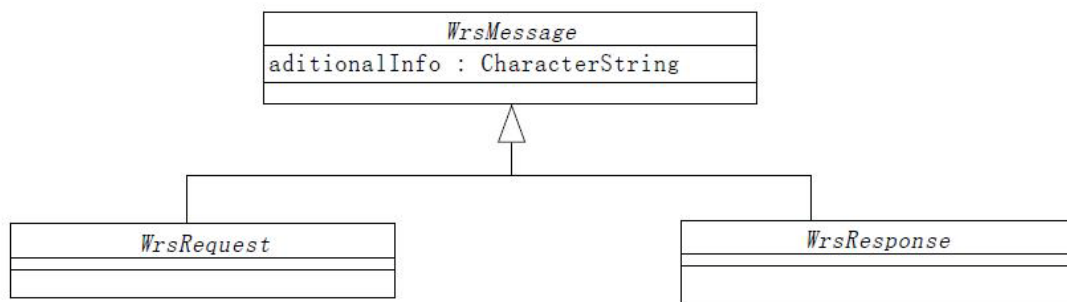 WrsMessage
aditionalInfo : CharacterString
WrsRequest
WrsResponse